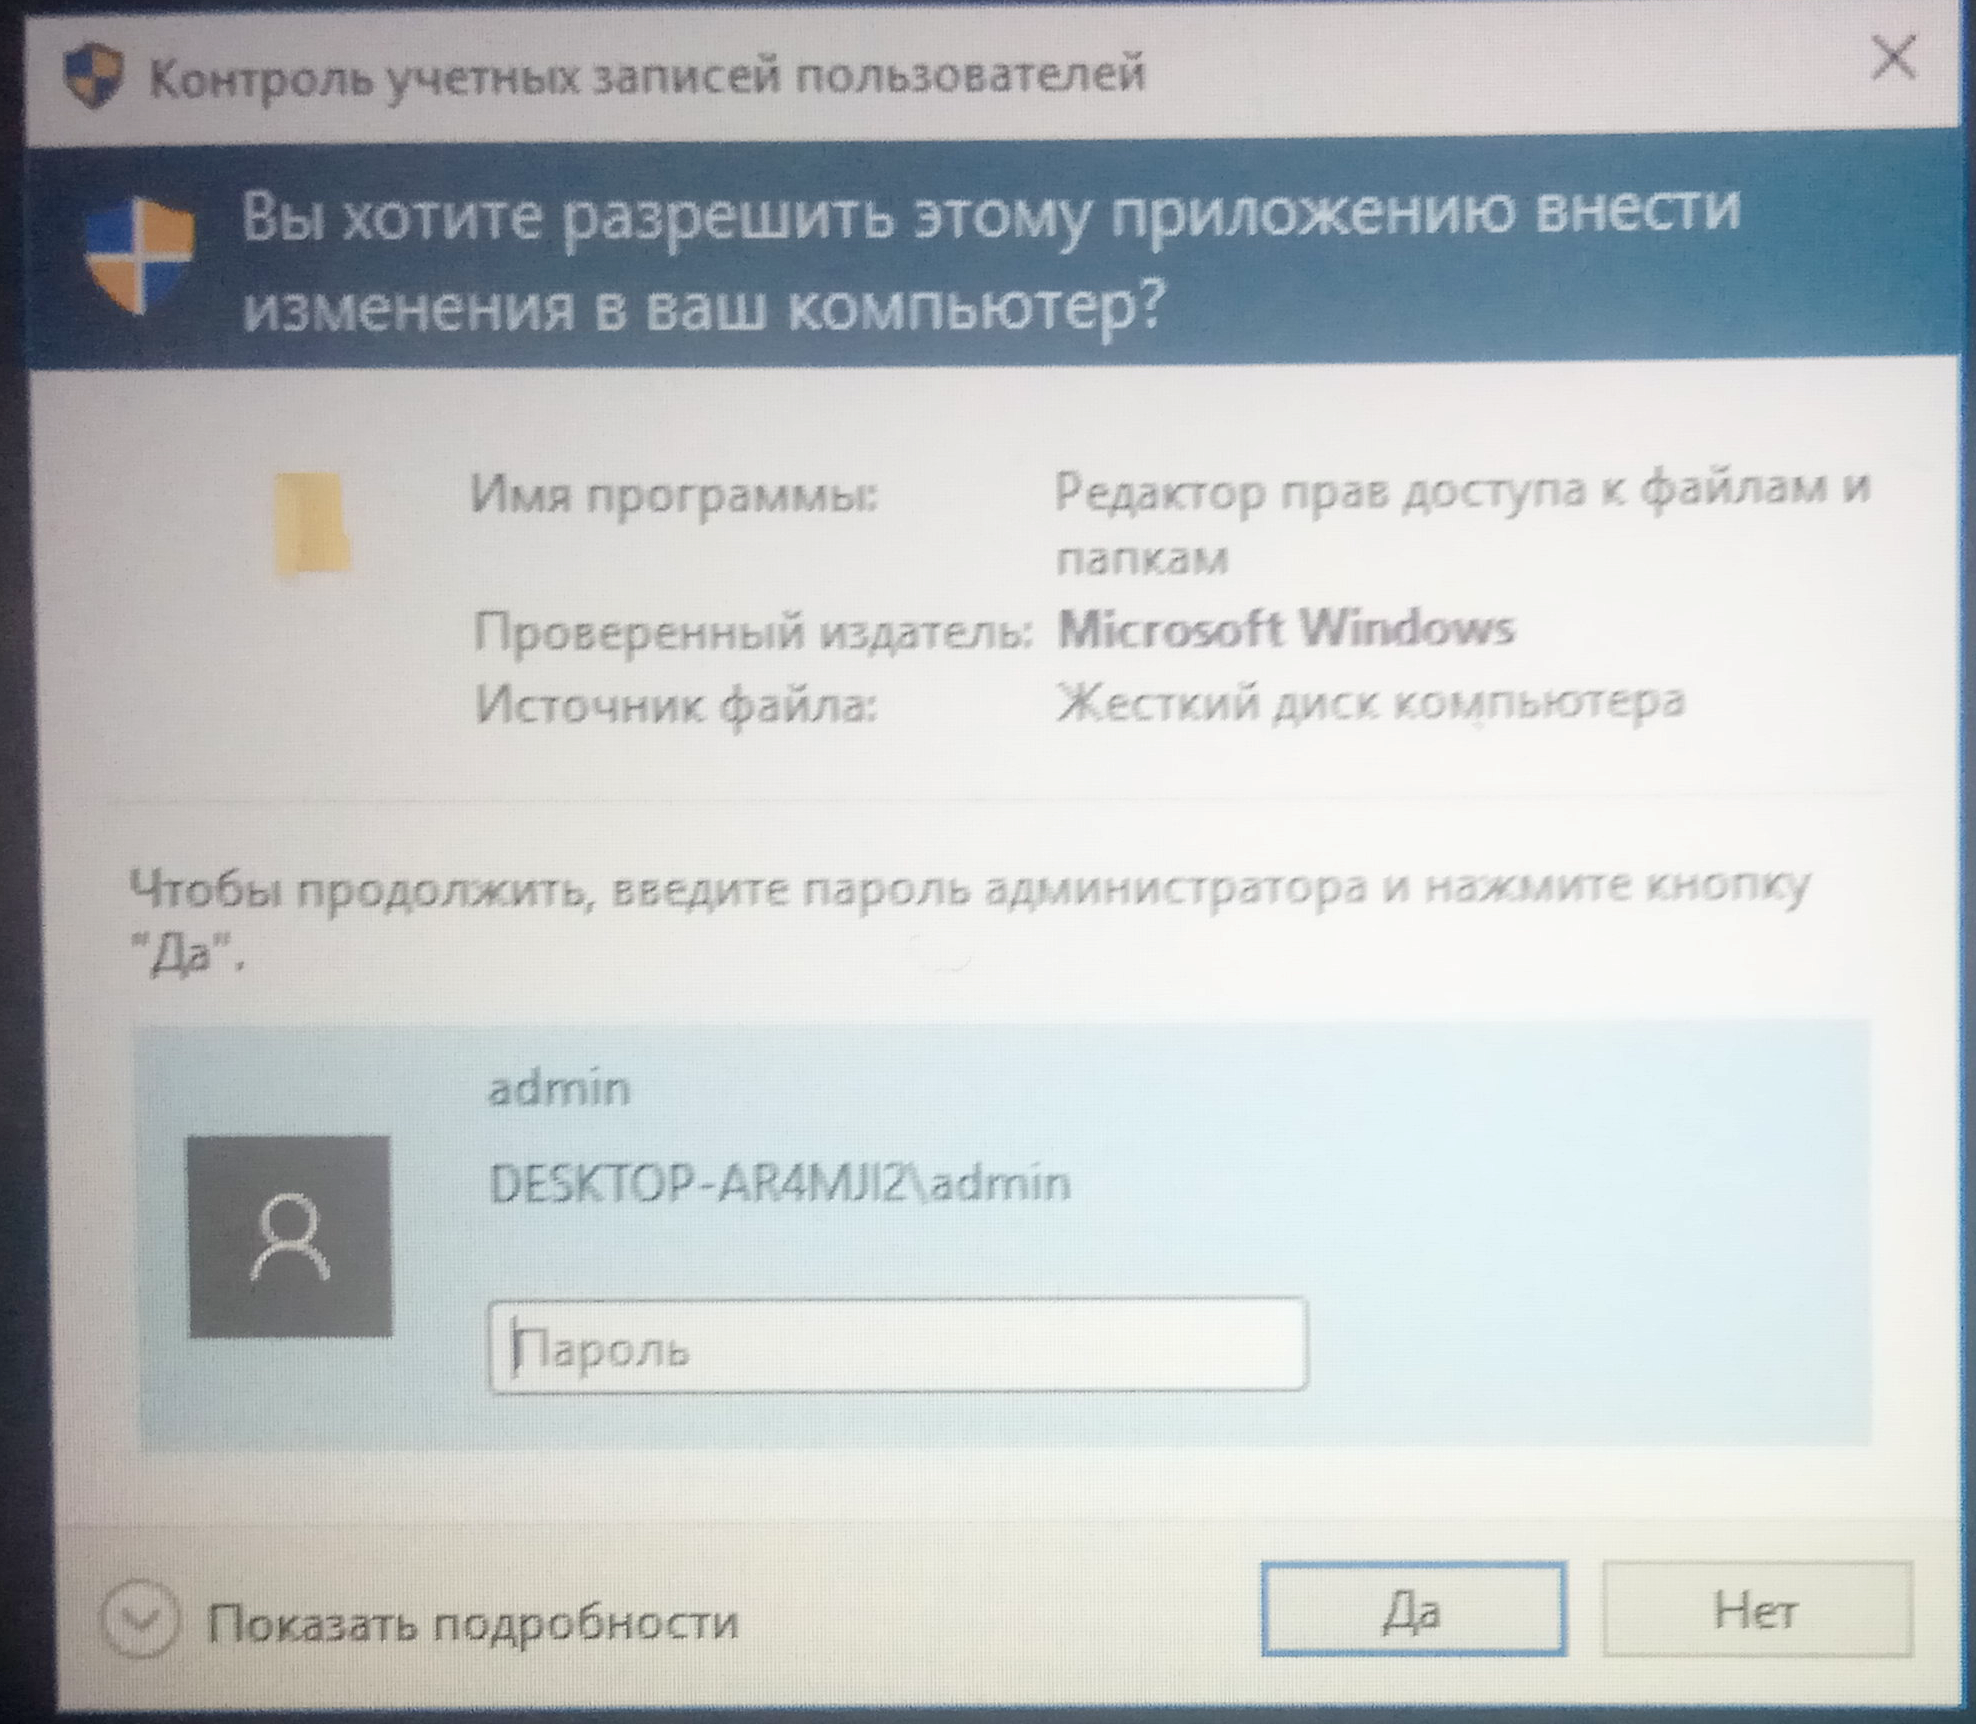 Контроль учетных записей пользователей
Вы хотите разрешить этому приложению внести
изменения в ваш компьютер?
Имя программы: Редактор прав доступа к файлам и
папкам
Проверенный издатель: Microsoft Windows
Источник файла: Жесткий диск компьютера
Чтобы продолжить, введите пароль администратора и нажмите кнопку
"Да".
admin
DESKTOP-AR4MJI2\admin
Пароль
Показать подробности
Да
Нет